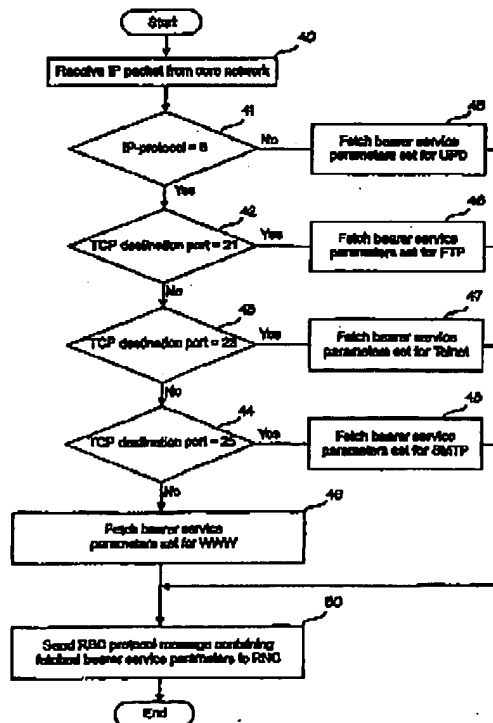 Start
40
Receive IP packet from core network
41
IP-protocol = 6
No
45
Fetch bearer service
parameters set for UPD
Yes
42
TCP destination port = 21
Yes
46
Fetch bearer service
parameters set for FTP
No
43
TCP destination port = 23
Yes
47
Fetch bearer service
parameters set for Telnet
No
44
TCP destination port = 25
Yes
48
Fetch bearer service
parameters set for SMTP
No
49
Fetch bearer service
parameters set for WWW
50
Send RBC protocol message containing
fetched bearer service parameters to RNC
End